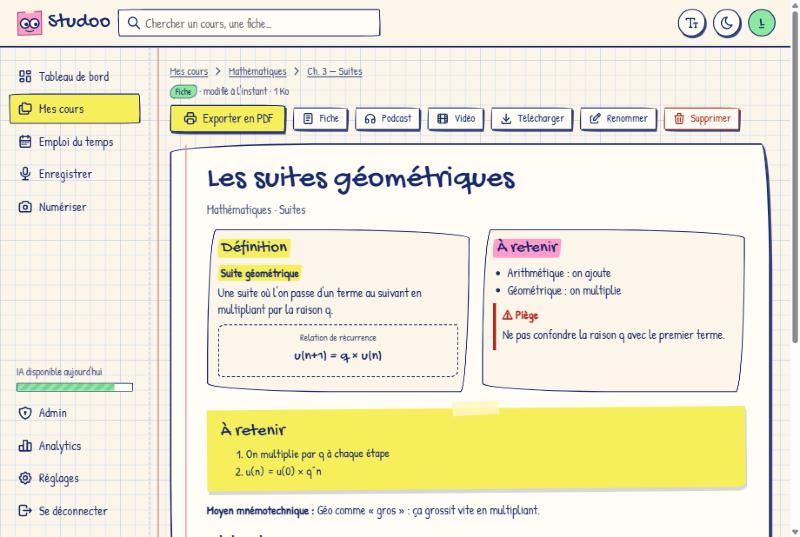 Studoo
Chercher un cours, une fiche...
Tт
L
Tableau de bord
Mes cours
Emploi du temps
Enregistrer
Numériser
IA disponible aujourd'hui
Admin
Analytics
Réglages
Se déconnecter
Mes cours > Mathématiques > Ch. 3 — Suites
Fiche · modifié à l'instant · 1 Ko
Exporter en PDF
Fiche
Podcast
Vidéo
Télécharger
Renommer
Supprimer
Les suites géométriques
Mathématiques · Suites
Définition
Suite géométrique
Une suite où l'on passe d'un terme au suivant en
multipliant par la raison q.
Relation de récurrence
u(n+1) = q × u(n)
À retenir
• Arithmétique : on ajoute
• Géométrique : on multiplie
⚠ Piège
Ne pas confondre la raison q avec le premier terme.
À retenir
1. On multiplie par q à chaque étape
2. u(n) = u(0) × q^n
Moyen mnémotechnique : Géo comme « gros » : ça grossit vite en multipliant.